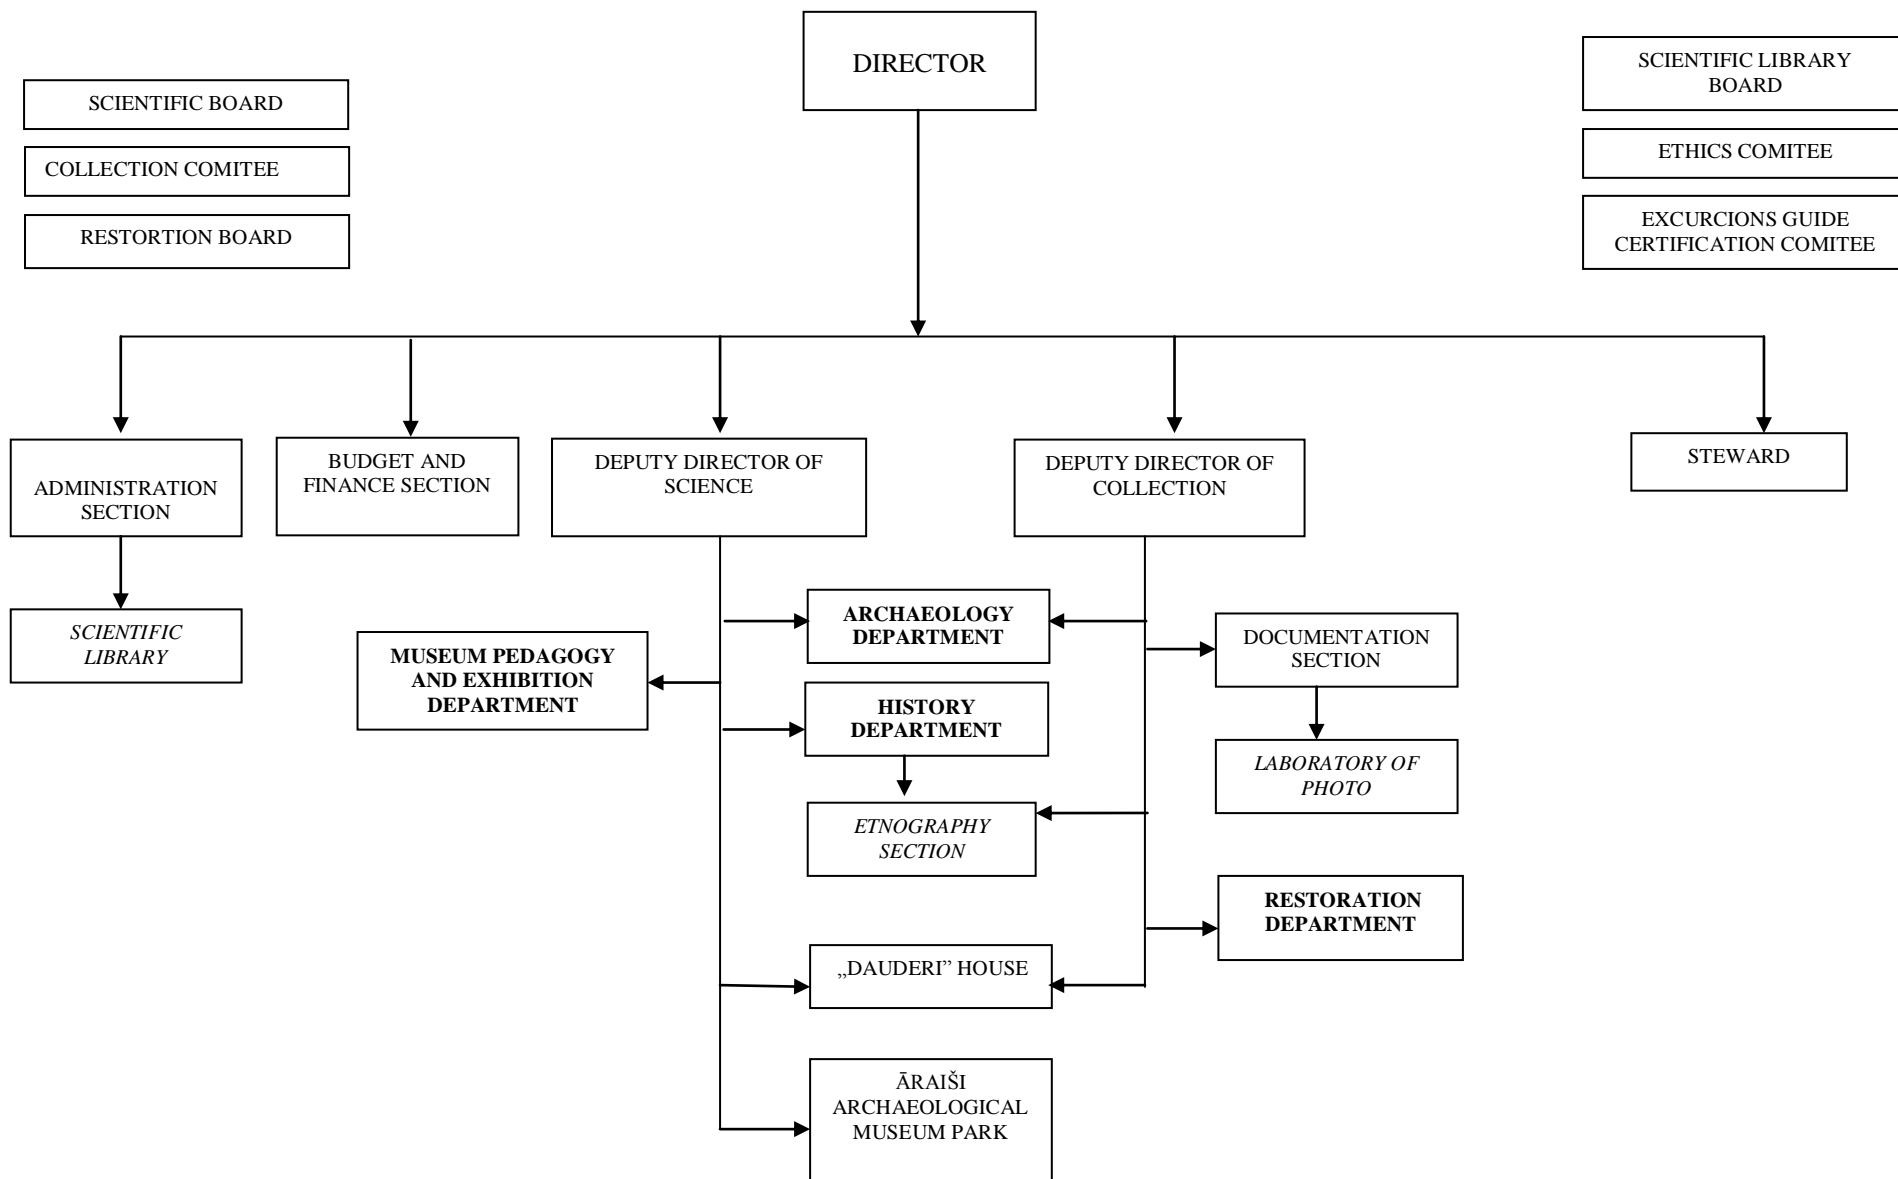 DIRECTOR
SCIENTIFIC BOARD
COLLECTION COMITEE
RESTORTION BOARD
SCIENTIFIC LIBRARY
BOARD
ETHICS COMITEE
EXCURCIONS GUIDE
CERTIFICATION COMITEE
ADMINISTRATION
SECTION
BUDGET AND
FINANCE SECTION
DEPUTY DIRECTOR OF
SCIENCE
DEPUTY DIRECTOR OF
COLLECTION
STEWARD
SCIENTIFIC
LIBRARY
MUSEUM PEDAGOGY
AND EXHIBITION
DEPARTMENT
ARCHAEOLOGY
DEPARTMENT
HISTORY
DEPARTMENT
ETNOGRAPHY
SECTION
DOCUMENTATION
SECTION
LABORATORY OF
PHOTO
RESTORATION
DEPARTMENT
„DAUDERI” HOUSE
ĀRAIŠI
ARCHAEOLOGICAL
MUSEUM PARK